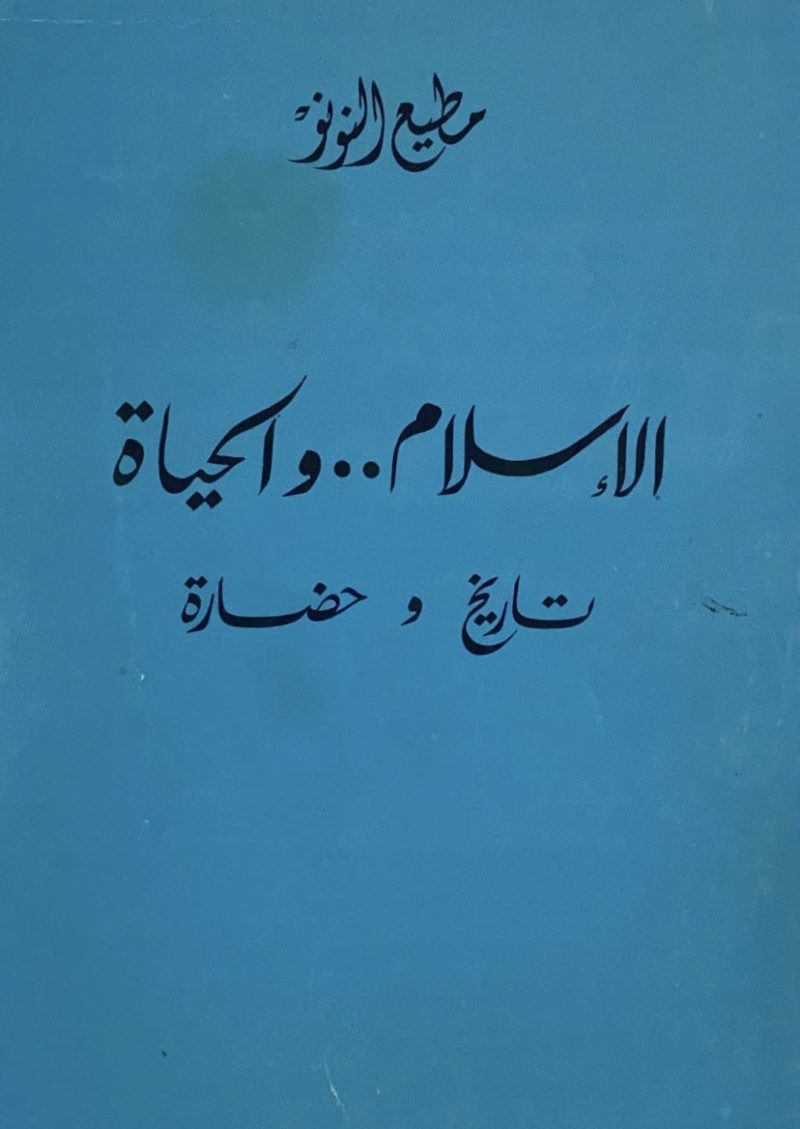 مطيع النونو
الإسلام .. والحياة
تاريخ و حضارة